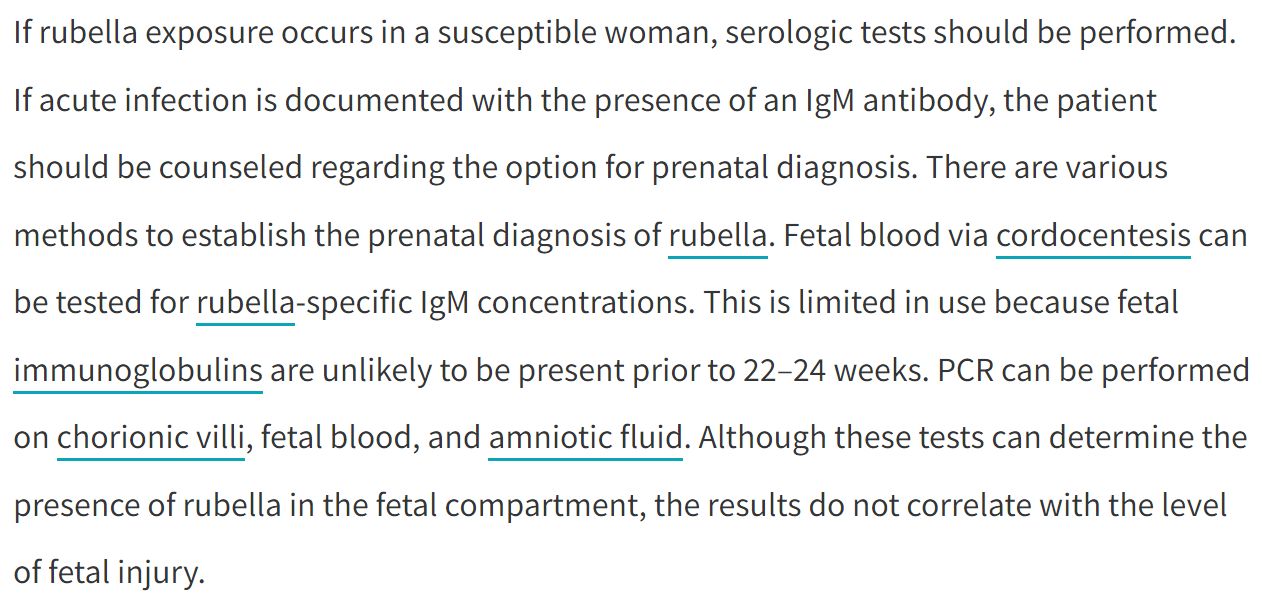 If rubella exposure occurs in a susceptible woman, serologic tests should be performed.
If acute infection is documented with the presence of an IgM antibody, the patient
should be counseled regarding the option for prenatal diagnosis. There are various
methods to establish the prenatal diagnosis of rubella. Fetal blood via cordocentesis can
be tested for rubella-specific IgM concentrations. This is limited in use because fetal
immunoglobulins are unlikely to be present prior to 22–24 weeks. PCR can be performed
on chorionic villi, fetal blood, and amniotic fluid. Although these tests can determine the
presence of rubella in the fetal compartment, the results do not correlate with the level
of fetal injury.